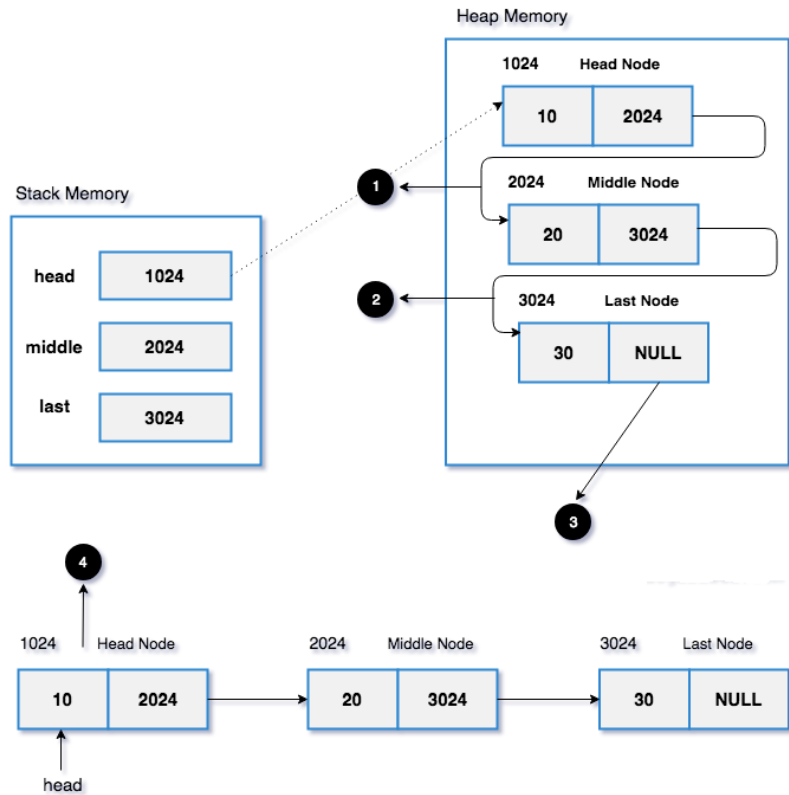 Heap Memory
1024 Head Node
10 2024
1
2024 Middle Node
Stack Memory
20 3024
head 1024
2
3024 Last Node
middle 2024
30 NULL
last 3024
3
4
1024 Head Node 2024 Middle Node 3024 Last Node
10 2024 20 3024 30 NULL
head